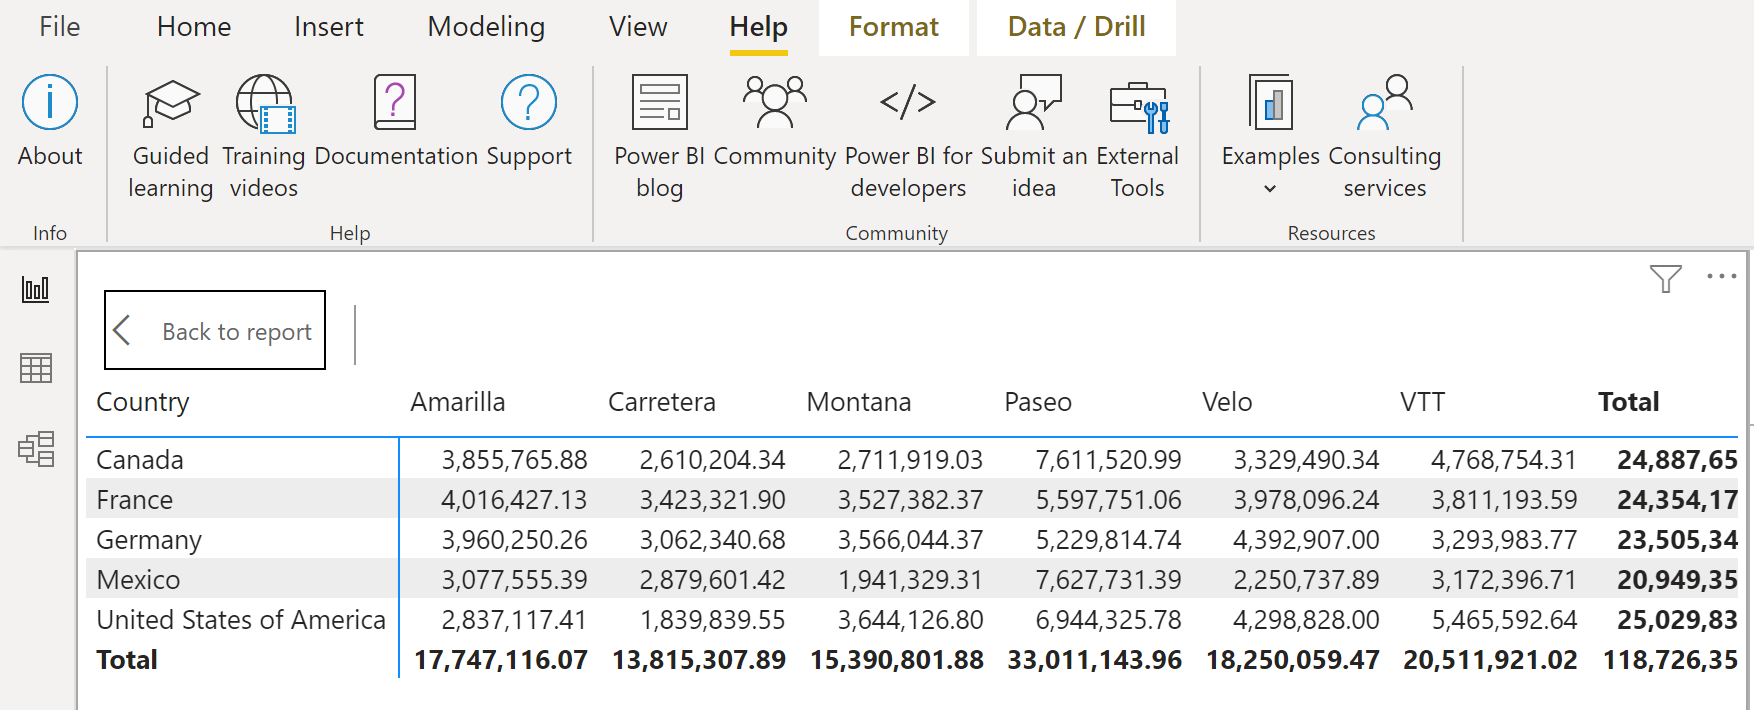 File Home Insert Modeling View Help Format Data / Drill
About Guided learning Training videos Documentation Support Power BI blog Community Power BI for developers Submit an idea External Tools Examples Consulting services
Info Help Community Resources
Back to report
Country Amarilla Carretera Montana Paseo Velo VTT Total
Canada 3,855,765.88 2,610,204.34 2,711,919.03 7,611,520.99 3,329,490.34 4,768,754.31 24,887,65
France 4,016,427.13 3,423,321.90 3,527,382.37 5,597,751.06 3,978,096.24 3,811,193.59 24,354,17
Germany 3,960,250.26 3,062,340.68 3,566,044.37 5,229,814.74 4,392,907.00 3,293,983.77 23,505,34
Mexico 3,077,555.39 2,879,601.42 1,941,329.31 7,627,731.39 2,250,737.89 3,172,396.71 20,949,35
United States of America 2,837,117.41 1,839,839.55 3,644,126.80 6,944,325.78 4,298,828.00 5,465,592.64 25,029,83
Total 17,747,116.07 13,815,307.89 15,390,801.88 33,011,143.96 18,250,059.47 20,511,921.02 118,726,35